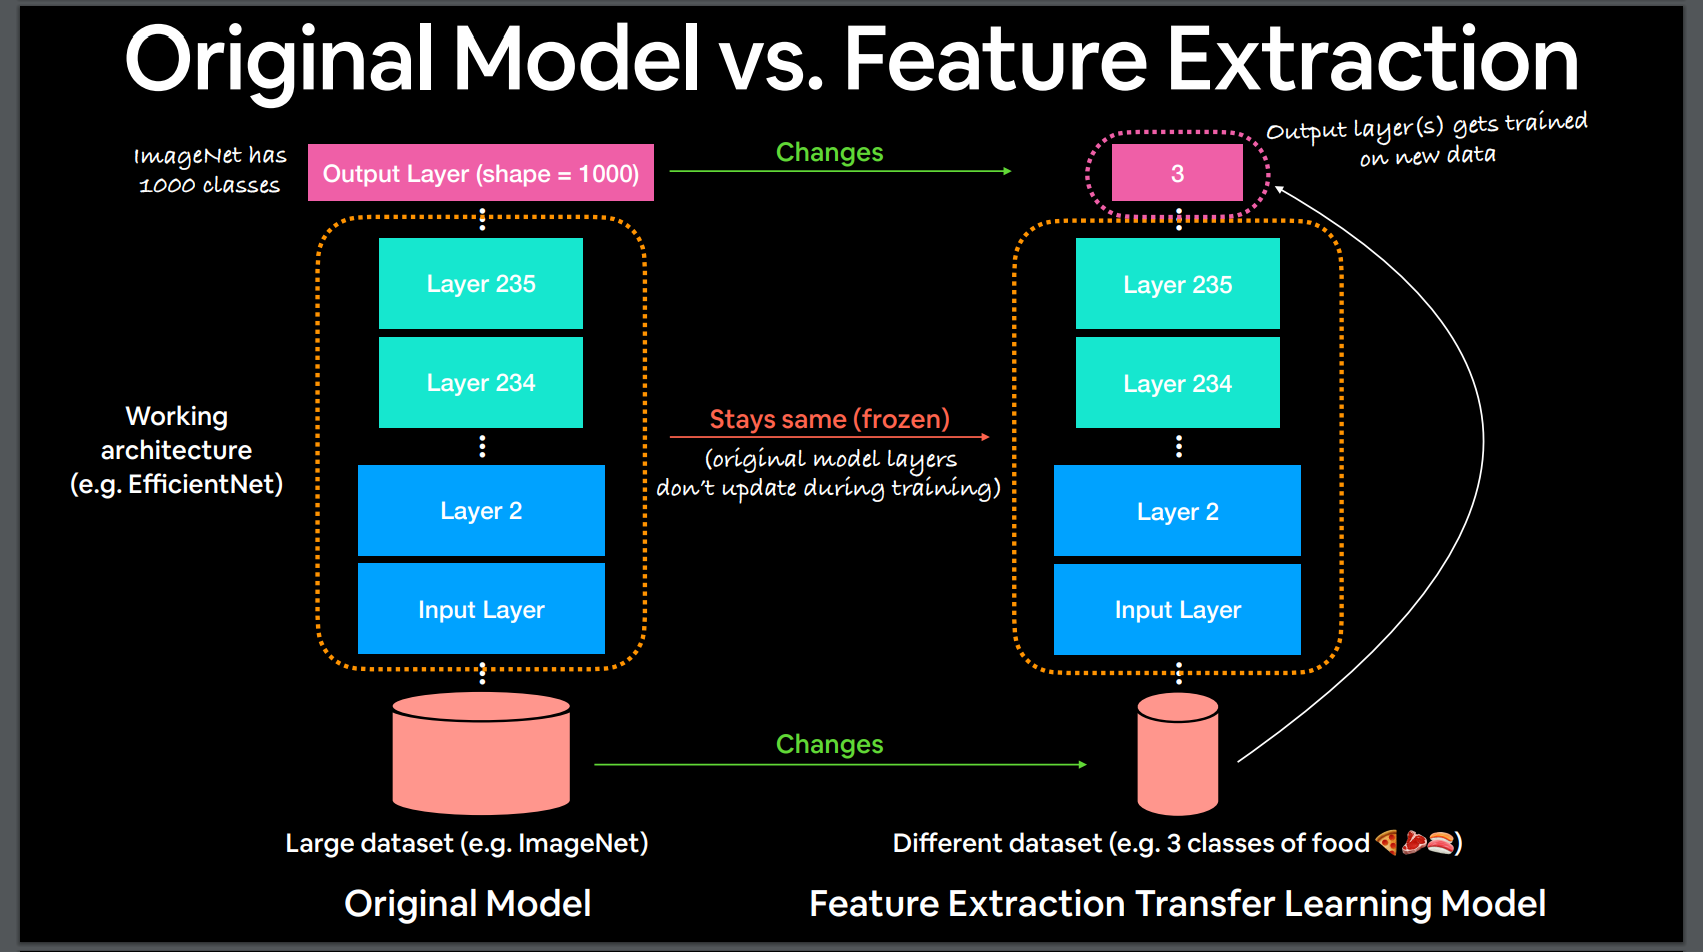 Original Model vs. Feature Extraction
ImageNet has
1000 classes
Output Layer (shape = 1000)
Changes
3
Output layer(s) gets trained
on new data
Layer 235
Layer 234
Layer 2
Input Layer
Working
architecture
(e.g. EfficientNet)
Stays same (frozen)
(original model layers
don't update during training)
Layer 235
Layer 234
Layer 2
Input Layer
Changes
Large dataset (e.g. ImageNet)
Different dataset (e.g. 3 classes of food 🍕🥩🍣)
Original Model
Feature Extraction Transfer Learning Model